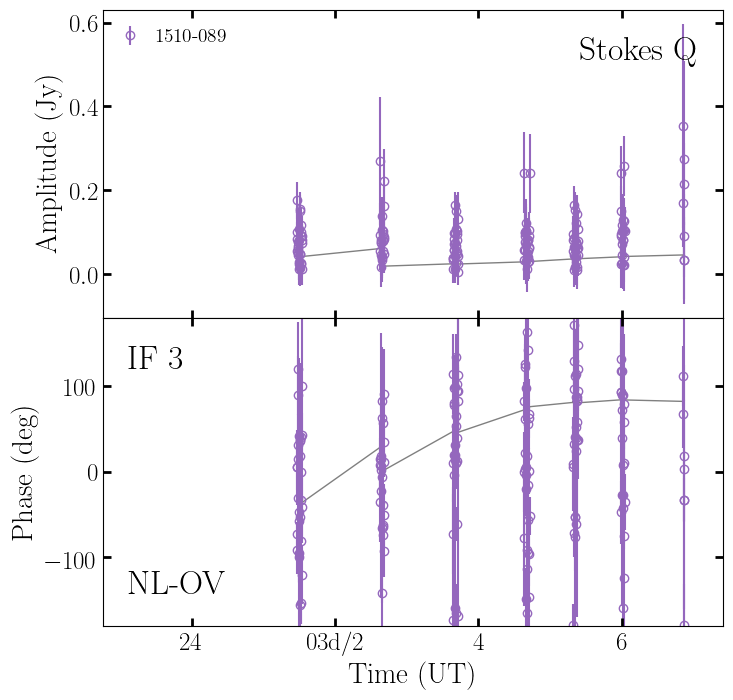 0.6
1510-089
Stokes Q
0.4
0.2
0.0
Amplitude (Jy)
IF 3
100
0
−100
Phase (deg)
NL-OV
24 03d/2 4 6
Time (UT)